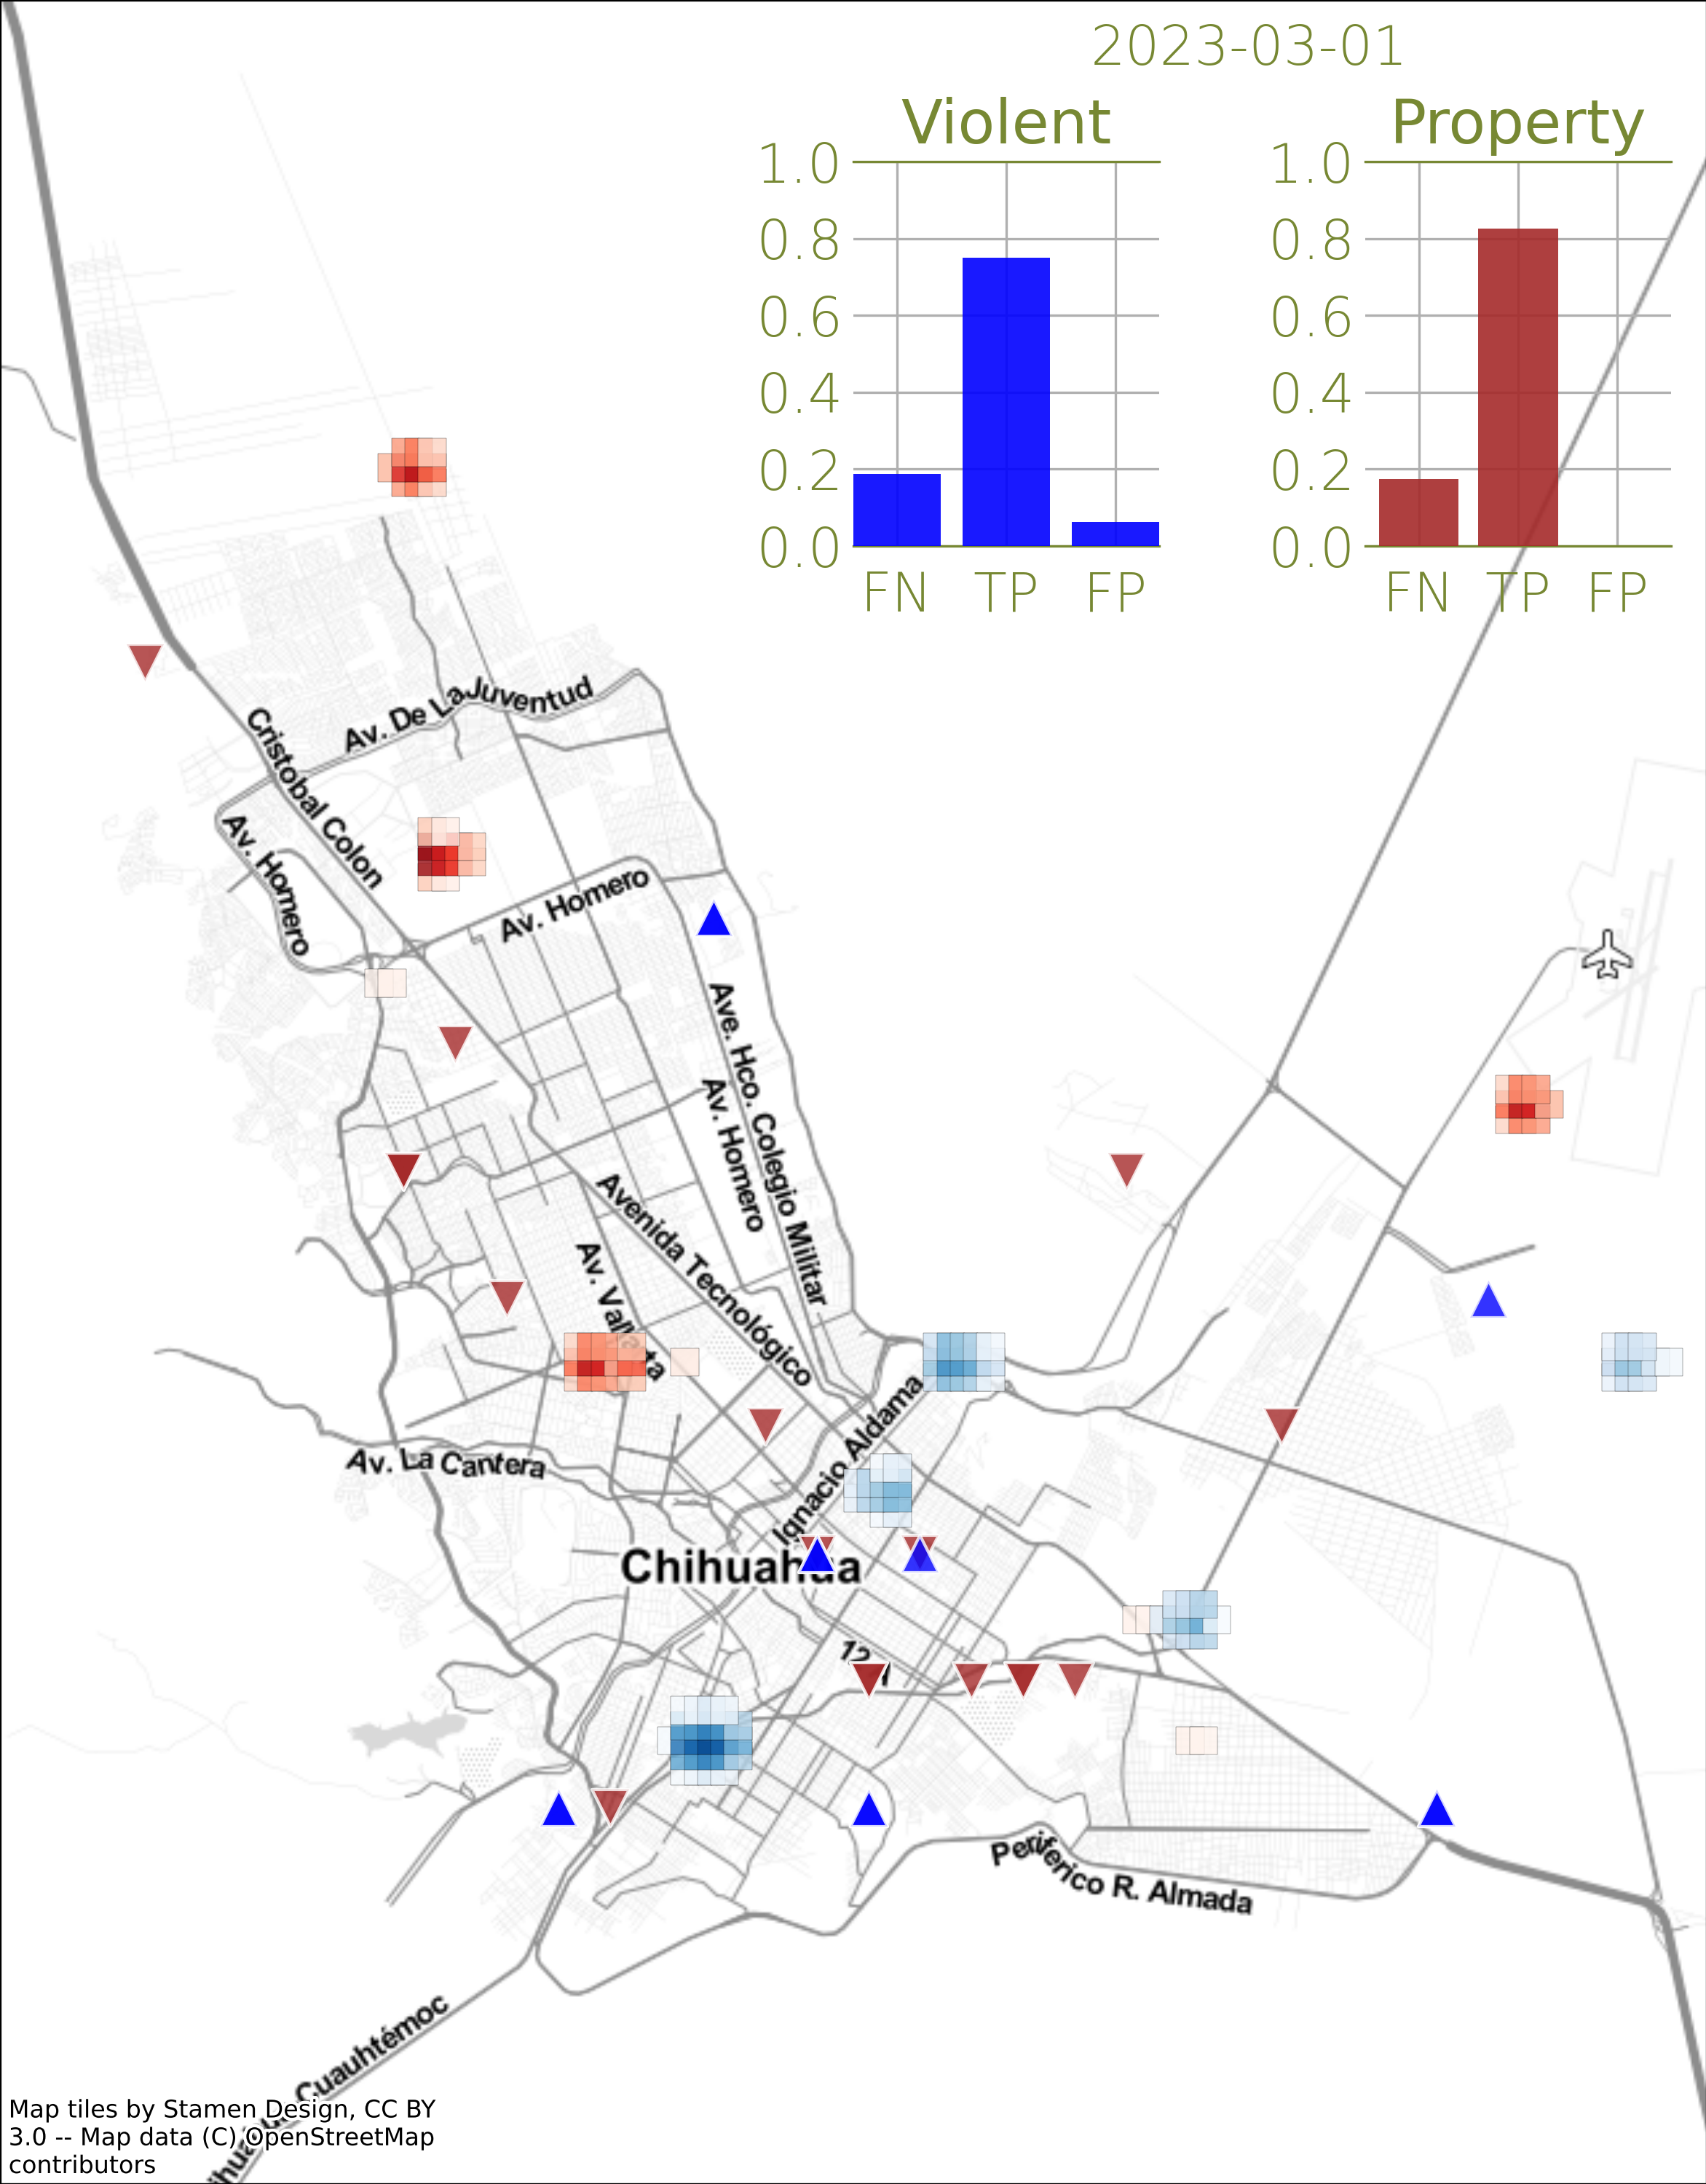 2023-03-01
Violent
Property
1.0
0.8
0.6
0.4
0.2
0.0
FN TP FP
1.0
0.8
0.6
0.4
0.2
0.0
FN TP FP
Av. De La Juventud
Cristobal Colon
Av. Homero
Av. Homero
Ave. Hco. Colegio Militar
Av. Homero
Avenida Tecnológico
Av. La Cantera
Ignacio Aldama
Chihuahua
Periferico R. Almada
Cuauhtémoc
Map tiles by Stamen Design, CC BY
3.0 -- Map data (C) OpenStreetMap
contributors